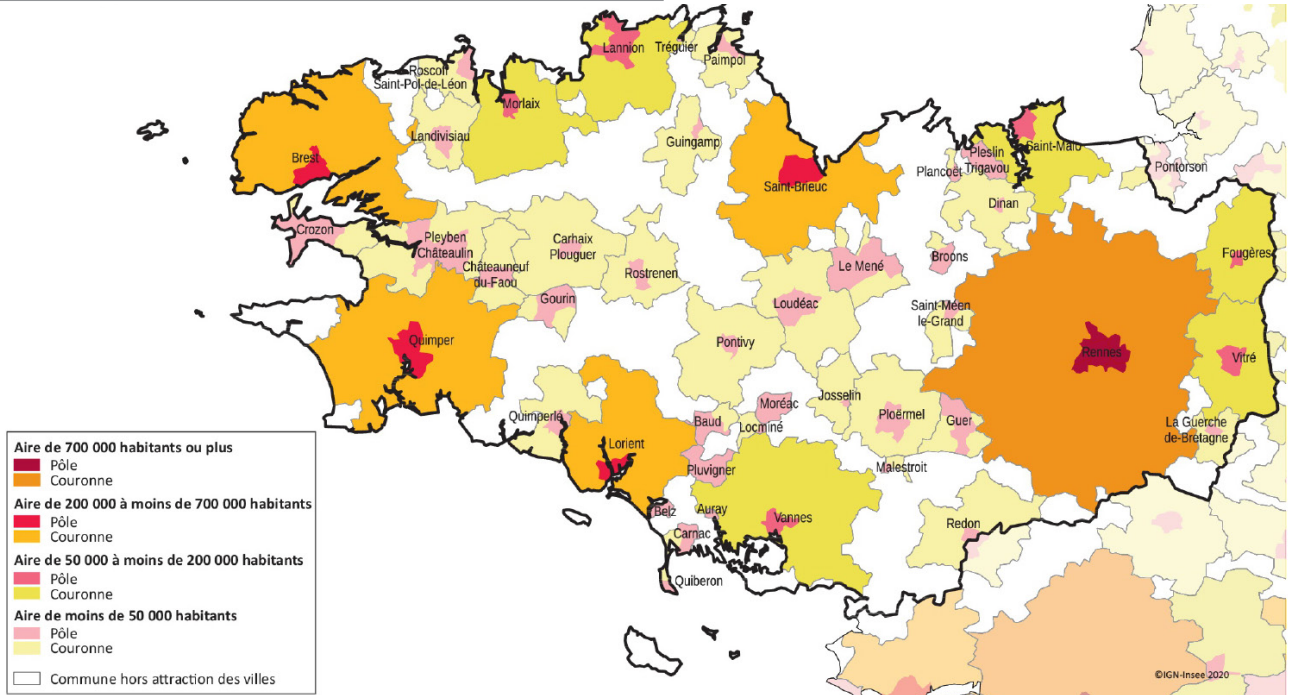 Lannion
Tréguier
Paimpol
Roscoff
Saint-Pol-de-Léon
Morlaix
Landivisiau
Guingamp
Brest
Saint-Brieuc
Saint-Malo
Pleslin
Trigavou
Plancoët
Pontorson
Dinan
Crozon
Pleyben
Châteaulin
Carhaix
Plouguer
Châteauneuf
du-Faou
Rostrenen
Le Mené
Broons
Fougères
Gourin
Loudéac
Saint-Méen
le-Grand
Quimper
Pontivy
Rennes
Vitré
Quimperlé
Josselin
Moréac
Ploërmel
Baud
Locminé
Guer
La Guerche
de-Bretagne
Lorient
Pluvigner
Malestroit
Belz
Auray
Vannes
Carnac
Redon
Quiberon
Aire de 700 000 habitants ou plus
Pôle
Couronne
Aire de 200 000 à moins de 700 000 habitants
Pôle
Couronne
Aire de 50 000 à moins de 200 000 habitants
Pôle
Couronne
Aire de moins de 50 000 habitants
Pôle
Couronne
Commune hors attraction des villes
©IGN-Insee 2020